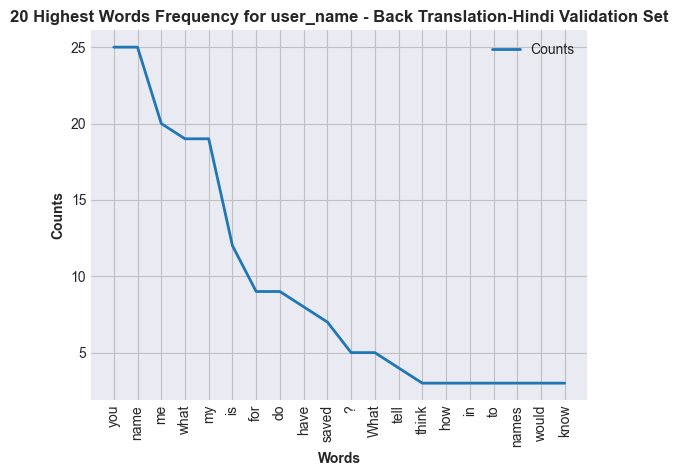 20 Highest Words Frequency for user_name - Back Translation-Hindi Validation Set
Counts
25
20
15
10
5
Counts
you
name
me
what
my
is
for
do
have
saved
?
What
tell
think
how
in
to
names
would
know
Words